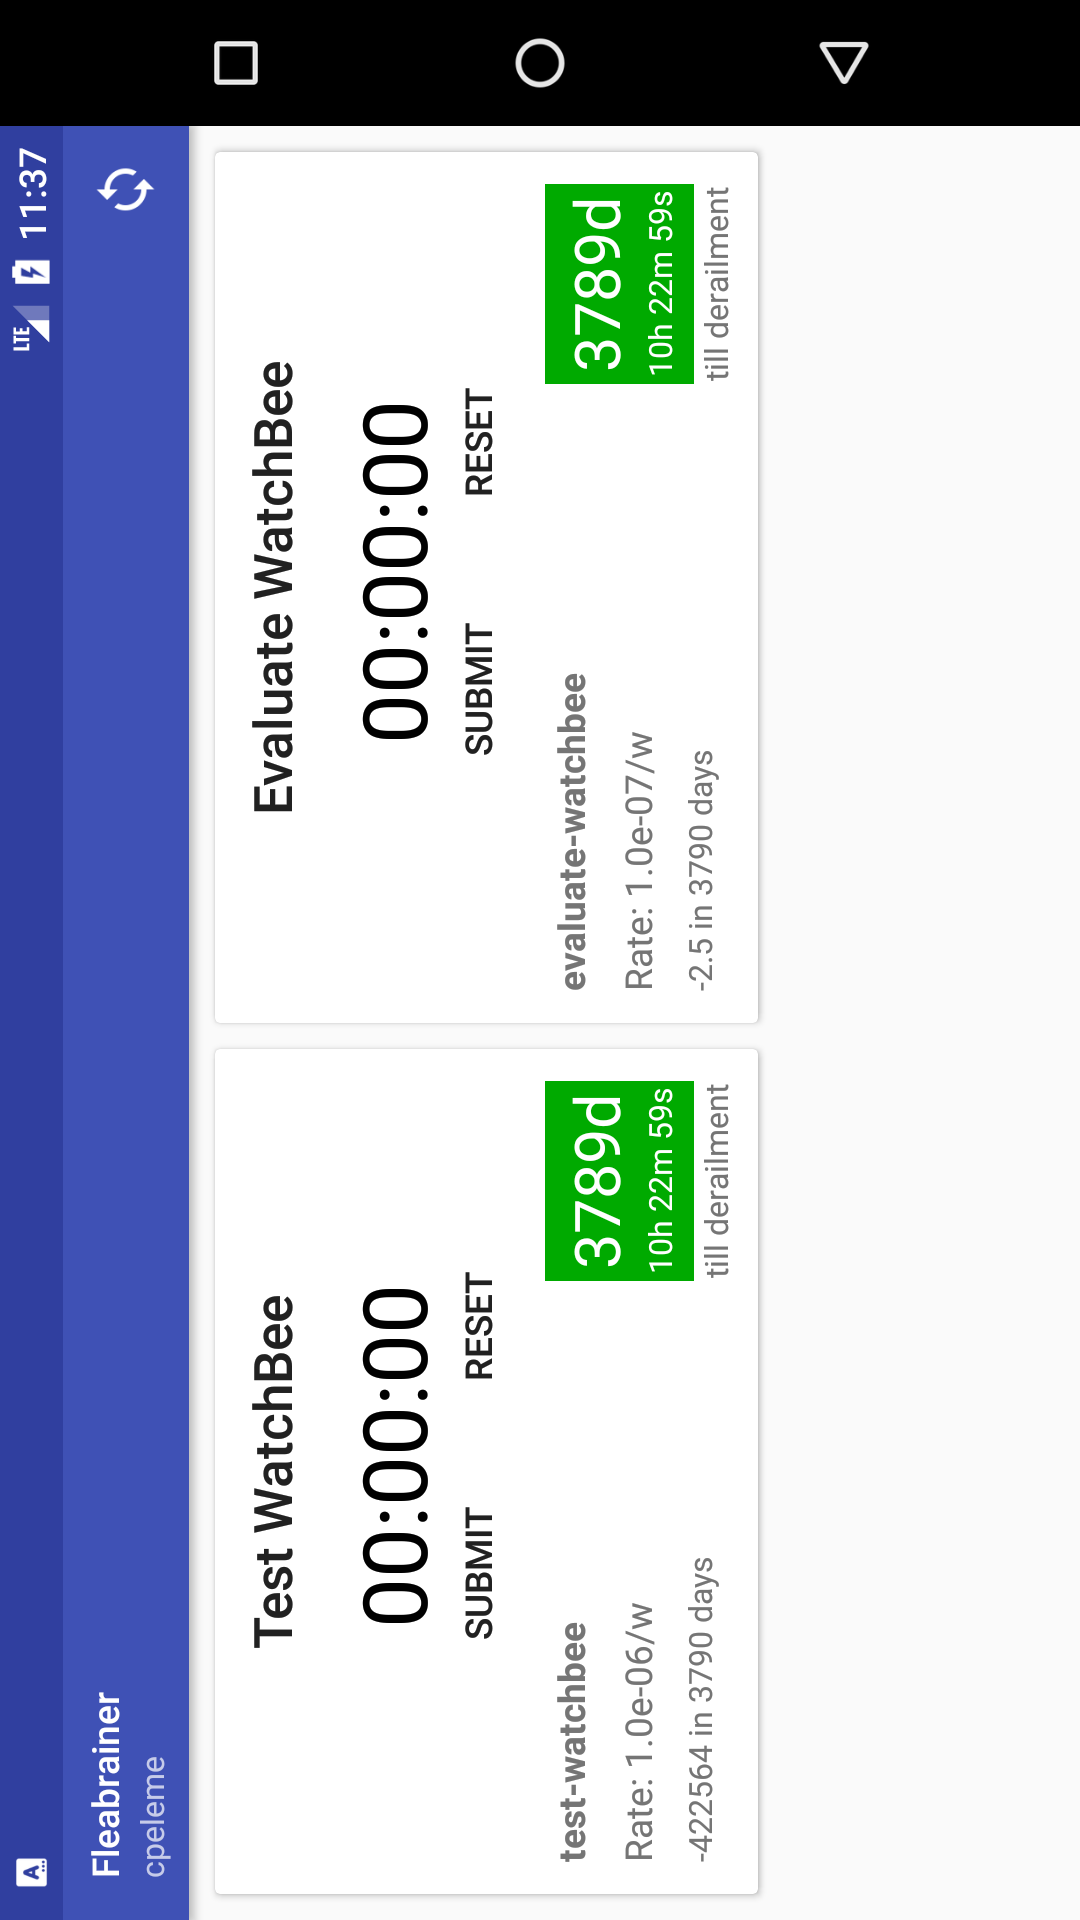 LTE 11:37
Fleabrainer
cpeleme
Test WatchBee
00:00:00
SUBMIT RESET
test-watchbee
Rate: 1.0e-06/w
-422564 in 3790 days
3789d
10h 22m 59s
till derailment
Evaluate WatchBee
00:00:00
SUBMIT RESET
evaluate-watchbee
Rate: 1.0e-07/w
-2.5 in 3790 days
3789d
10h 22m 59s
till derailment